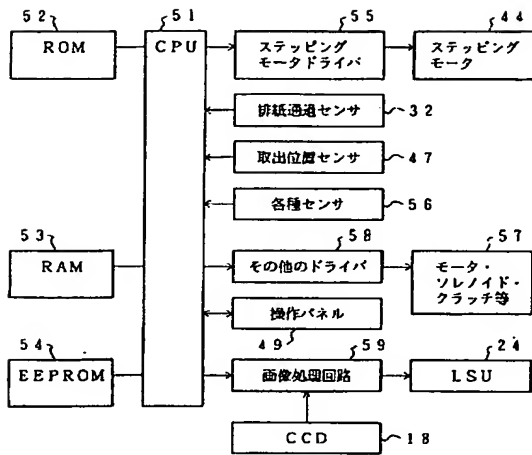 52
ROM
51
CPU
55
ステッピング
モータドライバ
44
ステッピング
モータ
排紙通過センサ
32
取出位置センサ
47
各種センサ
56
53
RAM
58
その他のドライバ
57
モータ・
ソレノイド・
クラッチ等
操作パネル
49
54
EEPROM
59
画像処理回路
24
LSU
CCD
18